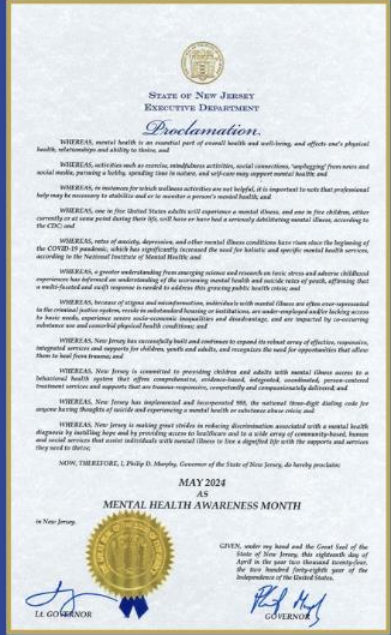 STATE OF NEW JERSEY
EXECUTIVE DEPARTMENT
Proclamation
WHEREAS, mental health is an essential part of overall health and well-being, and affects one's physical
health, relationships and ability to thrive; and
WHEREAS, activities such as exercise, mindfulness activities, social connections, "unplugging" from news and
social media, pursuing a hobby, spending time in nature, and self-care may support mental health; and
WHEREAS, in instances for which wellness activities are not helpful, it is important to note that professional
help may be necessary to stabilize and or to monitor a person's mental health; and
WHEREAS, one in five United States adults will experience a mental illness, and one in five children, either
currently or at some point during their life, will have or have had a seriously debilitating mental illness, according to
the CDC; and
WHEREAS, rates of anxiety, depression, and other mental illness conditions have risen since the beginning of
the COVID-19 pandemic, which has significantly increased the need for holistic and specific mental health services,
according to the National Institute of Mental Health; and
WHEREAS, a greater understanding from emerging science and research on toxic stress and adverse childhood
experiences has informed an understanding of the worsening mental health and suicide rates of youth, affirming that
a multi-faceted and swift response is needed to address this growing public health crisis; and
WHEREAS, because of stigma and misinformation, individuals with mental illness are often over-represented
in the criminal justice system, reside in substandard housing or institutions, are under-employed and/or lacking access
to basic needs, experience severe socio-economic inequalities and disadvantage, and are impacted by co-occurring
substance use and comorbid physical health conditions; and
WHEREAS, New Jersey has successfully built and continues to expand its robust array of effective, responsive,
integrated services and supports for children, youth and adults, and recognizes the need for opportunities that allow
them to heal from trauma; and
WHEREAS, New Jersey is committed to providing children and adults with mental illness access to a
behavioral health system that offers comprehensive, evidence-based, integrated, coordinated, person-centered
treatment services and supports that are trauma-responsive, competently and compassionately delivered; and
WHEREAS, New Jersey has implemented and incorporated 988, the national three-digit dialing code for
anyone having thoughts of suicide and experiencing a mental health or substance abuse crisis; and
WHEREAS, New Jersey is making great strides in reducing discrimination associated with a mental health
diagnosis by instilling hope and by providing access to healthcare and to a wide array of community-based, human
and social services that assist individuals with mental illness to live a dignified life with the supports and services
they need to thrive;
NOW, THEREFORE, I, Philip D. Murphy, Governor of the State of New Jersey, do hereby proclaim:
MAY 2024
AS
MENTAL HEALTH AWARENESS MONTH
in New Jersey.
GIVEN, under my hand and the Great Seal of the
State of New Jersey, this eighteenth day of
April in the year two thousand twenty-four,
the two hundred forty-eighth year of the
Independence of the United States.
LT. GOVERNOR
GOVERNOR